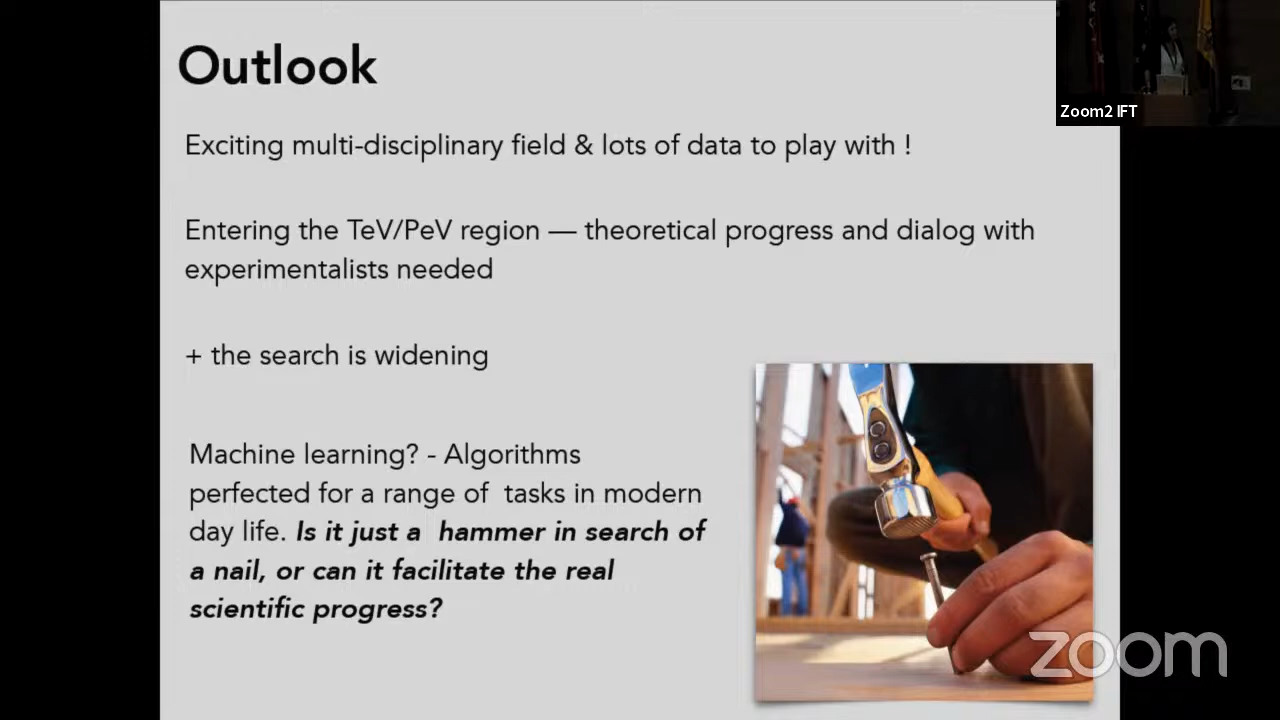 Outlook
Zoom2 IFT
Exciting multi-disciplinary field & lots of data to play with !
Entering the TeV/PeV region — theoretical progress and dialog with
experimentalists needed
+ the search is widening
Machine learning? - Algorithms
perfected for a range of  tasks in modern
day life. Is it just a  hammer in search of
a nail, or can it facilitate the real
scientific progress?
zoom